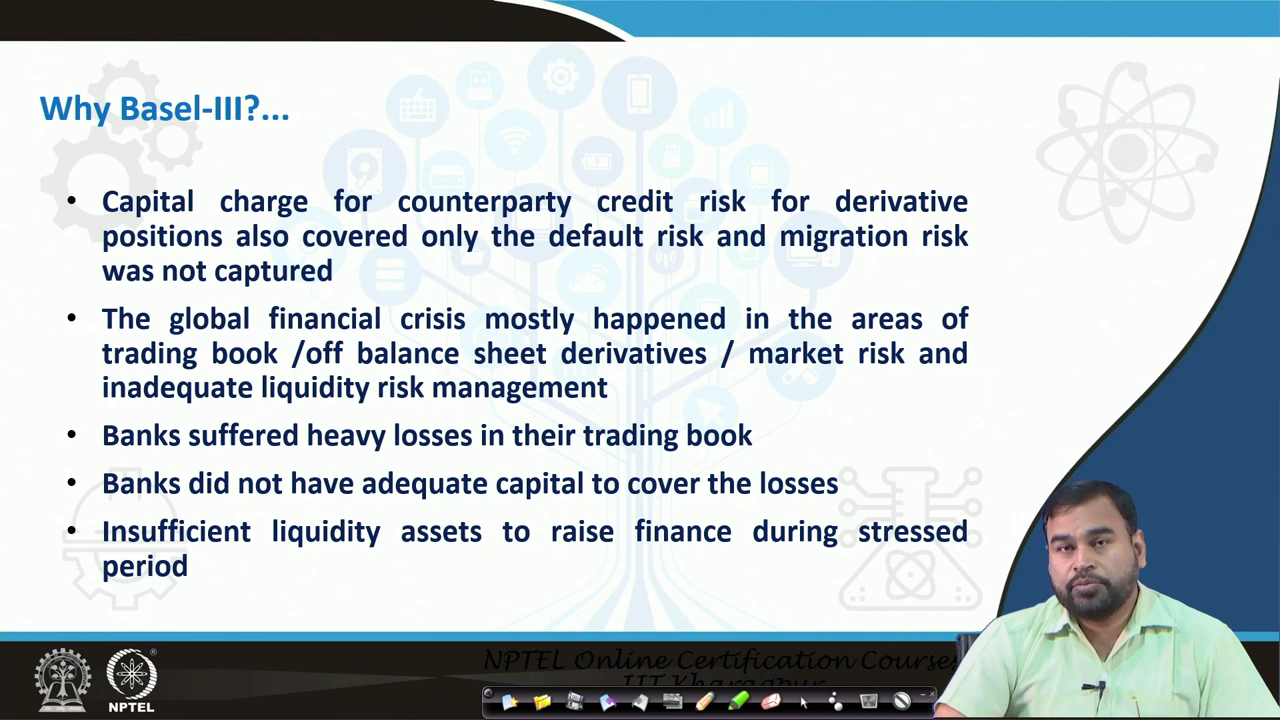 Why Basel-III?...
• Capital charge for counterparty credit risk for derivative
positions also covered only the default risk and migration risk
was not captured
• The global financial crisis mostly happened in the areas of
trading book /off balance sheet derivatives / market risk and
inadequate liquidity risk management
• Banks suffered heavy losses in their trading book
• Banks did not have adequate capital to cover the losses
• Insufficient liquidity assets to raise finance during stressed
period
NPTEL Online Certification Courses
IIT Kharagpur
NPTEL